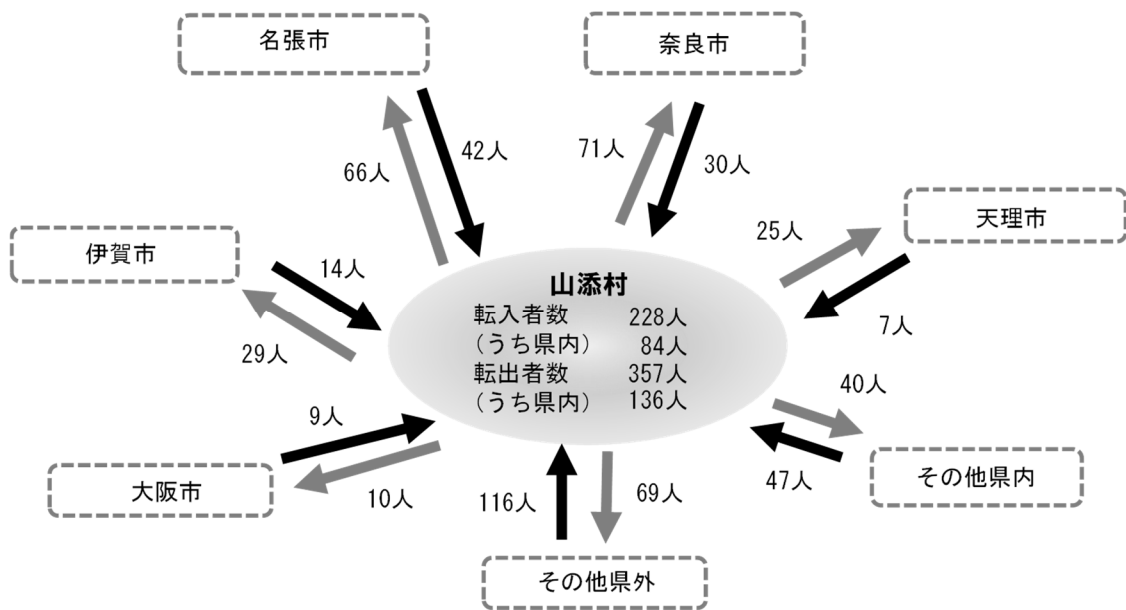 名張市
奈良市
42人
66人
71人
30人
天理市
25人
7人
伊賀市
14人
29人
山添村
転入者数 228人
(うち県内) 84人
転出者数 357人
(うち県内) 136人
40人
47人
その他県内
9人
10人
大阪市
116人
69人
その他県外